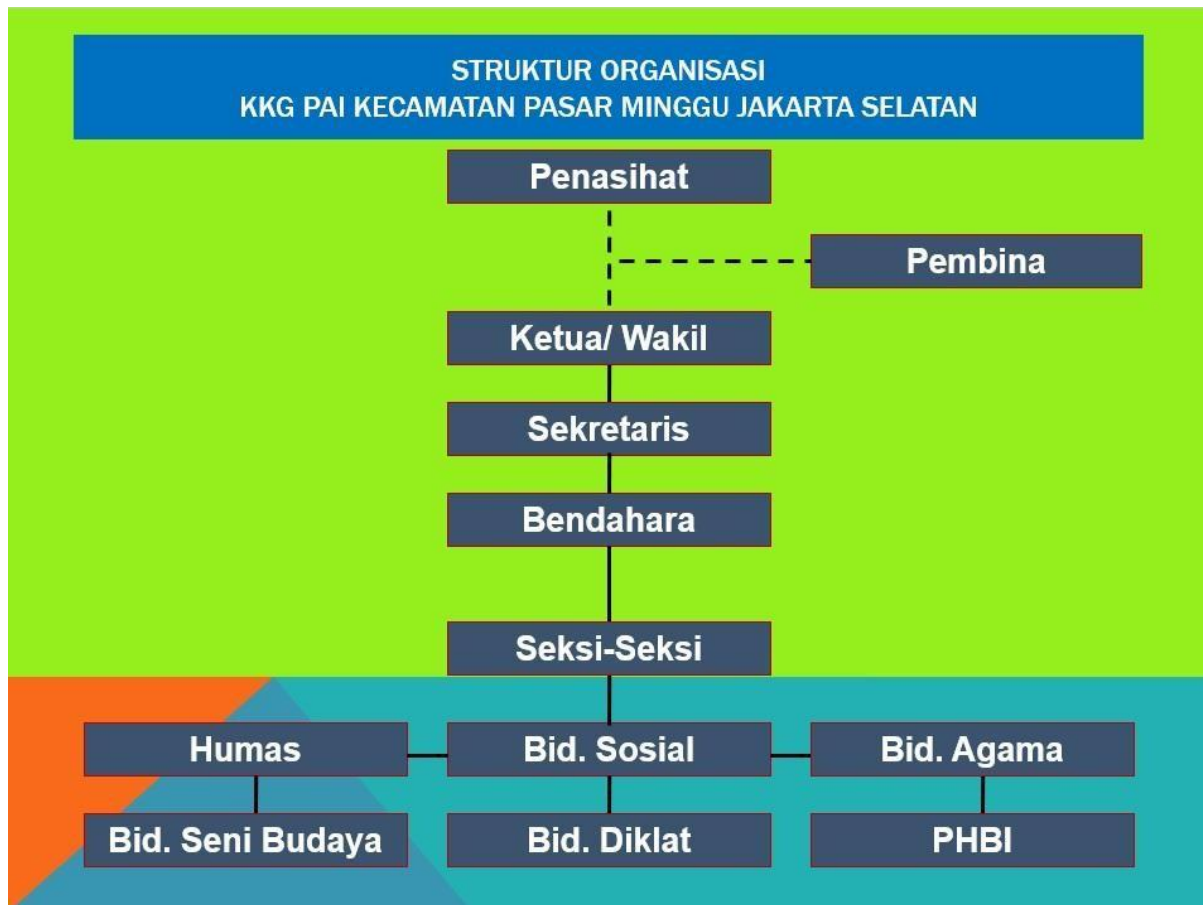 STRUKTUR ORGANISASI
KKG PAI KECAMATAN PASAR MINGGU JAKARTA SELATAN
Penasihat
Pembina
Ketua/ Wakil
Sekretaris
Bendahara
Seksi-Seksi
Humas
Bid. Sosial
Bid. Agama
Bid. Seni Budaya
Bid. Diklat
PHBI